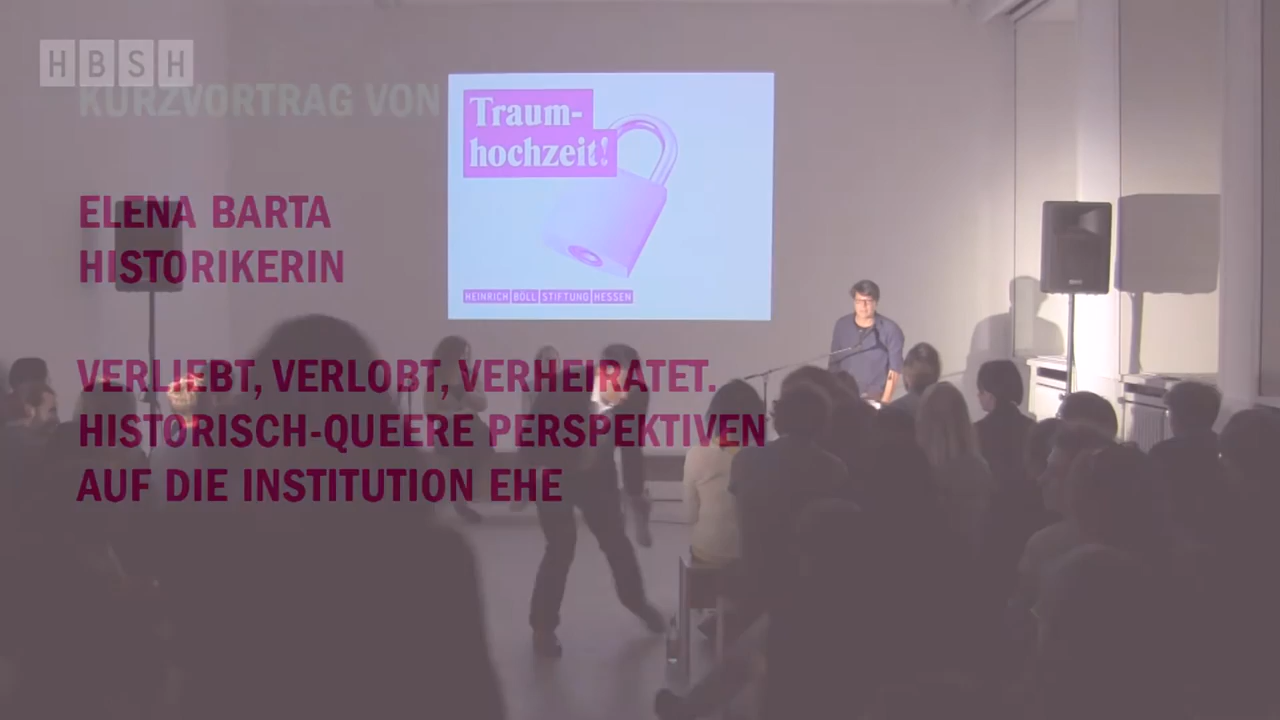 HBSH
KURZVORTRAG VON
Traum-
hochzeit!
HEINRICH BÖLL STIFTUNG HESSEN
ELENA BARTA
HISTORIKERIN
VERLIEBT, VERLOBT, VERHEIRATET.
HISTORISCH-QUEERE PERSPEKTIVEN
AUF DIE INSTITUTION EHE